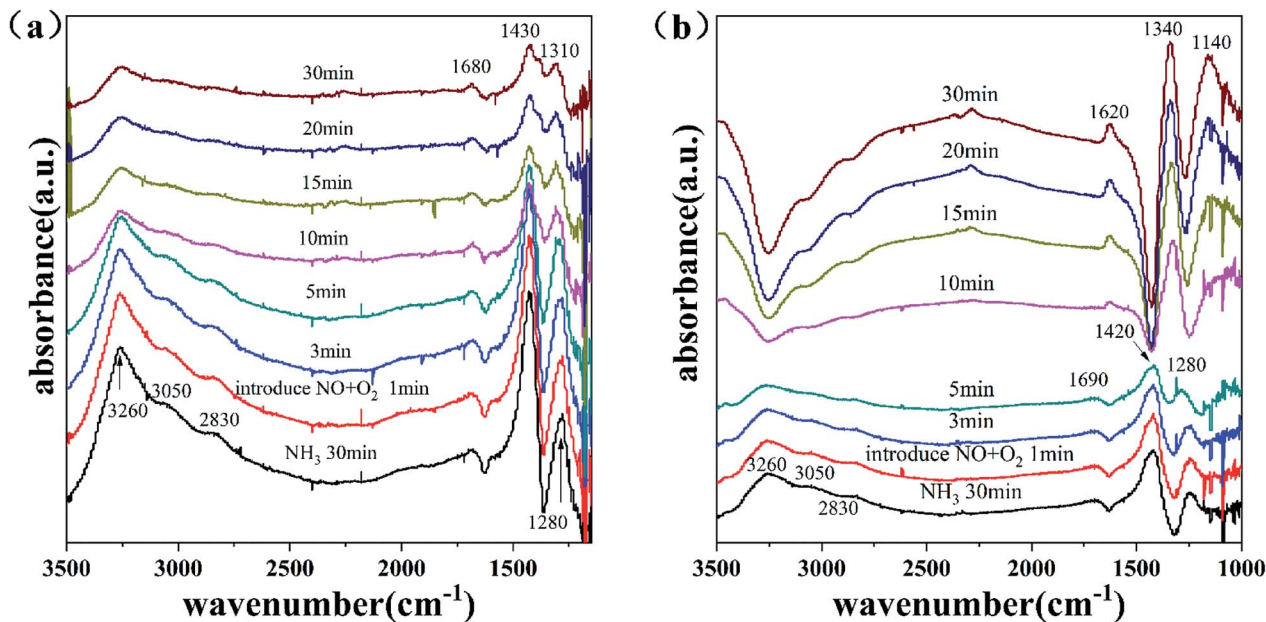 (a)
1430
1310
1680
30min
20min
15min
10min
5min
3min
introduce NO+O₂ 1min
3260
3050
2830
NH₃ 30min
1280
absorbance(a.u.)
3500 3000 2500 2000 1500
wavenumber(cm⁻¹)
(b)
1340
1140
30min
1620
20min
15min
10min
1420
1280
1690
5min
3min
introduce NO+O₂ 1min
3260
3050
2830
NH₃ 30min
absorbance(a.u.)
3500 3000 2500 2000 1500 1000
wavenumber(cm⁻¹)